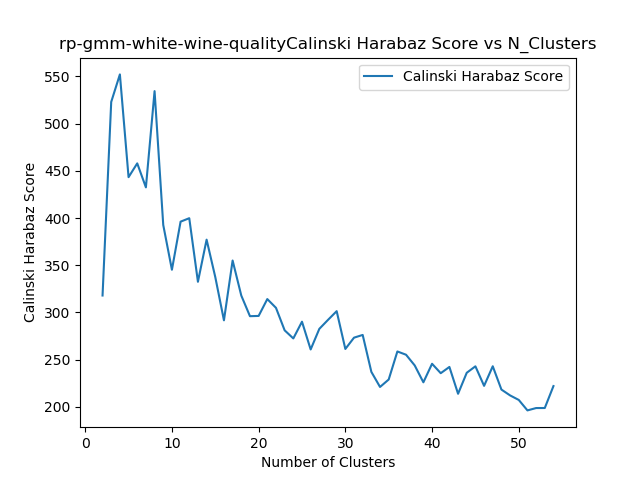 rp-gmm-white-wine-qualityCalinski Harabaz Score vs N_Clusters
Calinski Harabaz Score
550
500
450
400
350
300
250
200
Calinski Harabaz Score
0 10 20 30 40 50
Number of Clusters